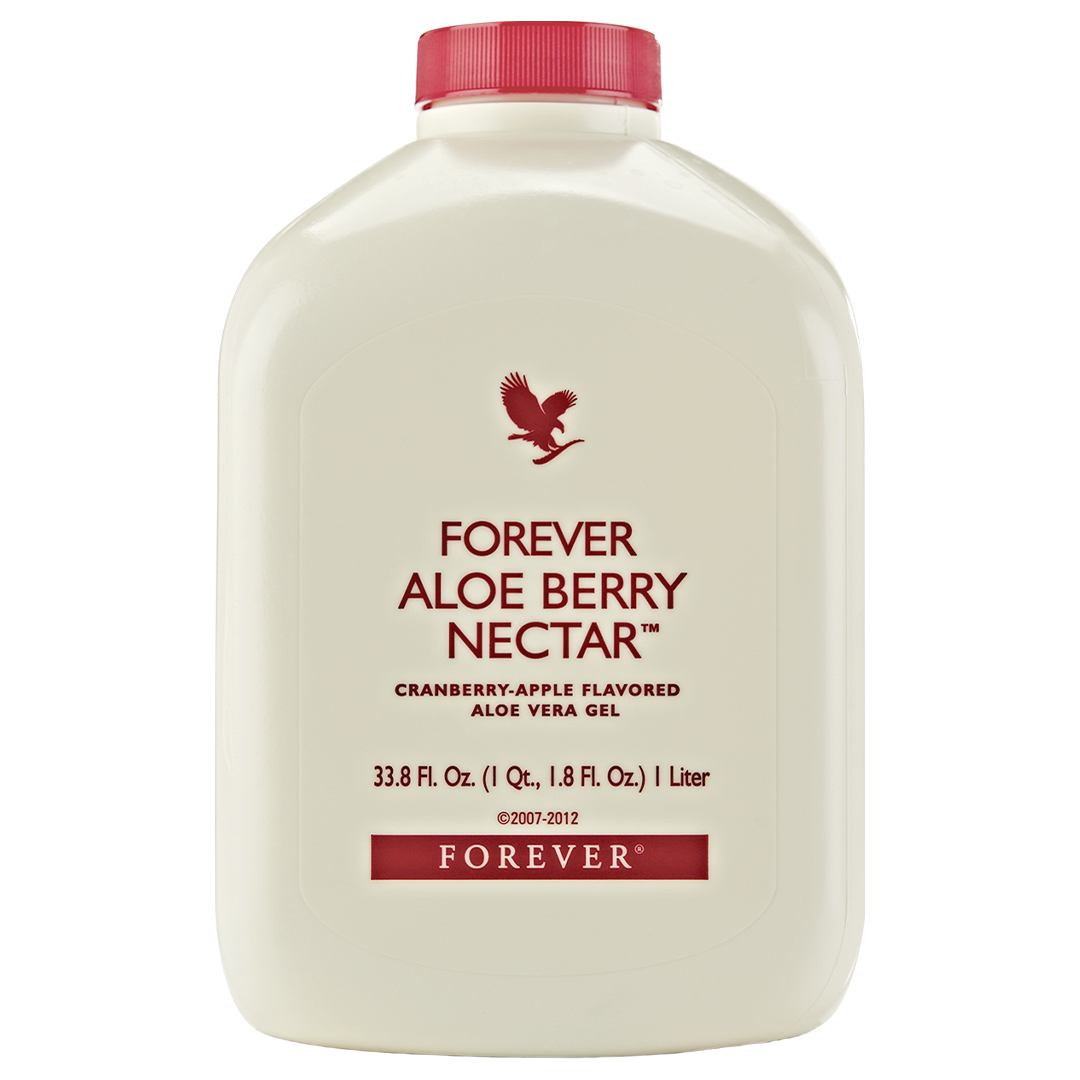 FOREVER
ALOE BERRY
NECTAR™
CRANBERRY-APPLE FLAVORED
ALOE VERA GEL
33.8 Fl. Oz. (1 Qt., 1.8 Fl. Oz.) 1 Liter
©2007-2012
FOREVER®